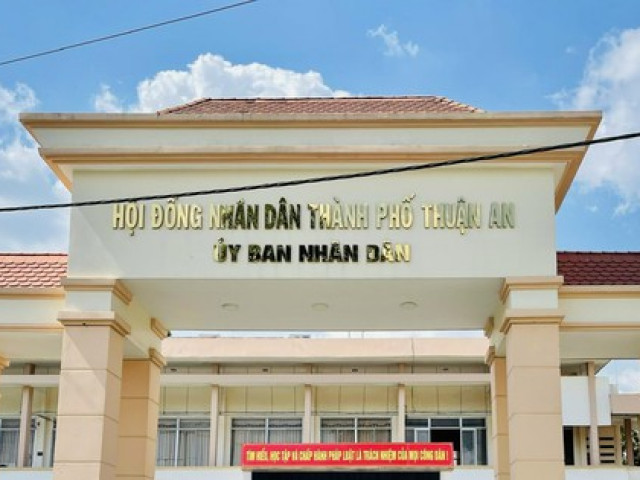 HỘI ĐỒNG NHÂN DÂN THÀNH PHỐ THUẬN AN
ỦY BAN NHÂN DÂN
TÌM HIỂU, HỌC TẬP VÀ CHẤP HÀNH PHÁP LUẬT LÀ TRÁCH NHIỆM CỦA MỌI CÔNG DÂN !